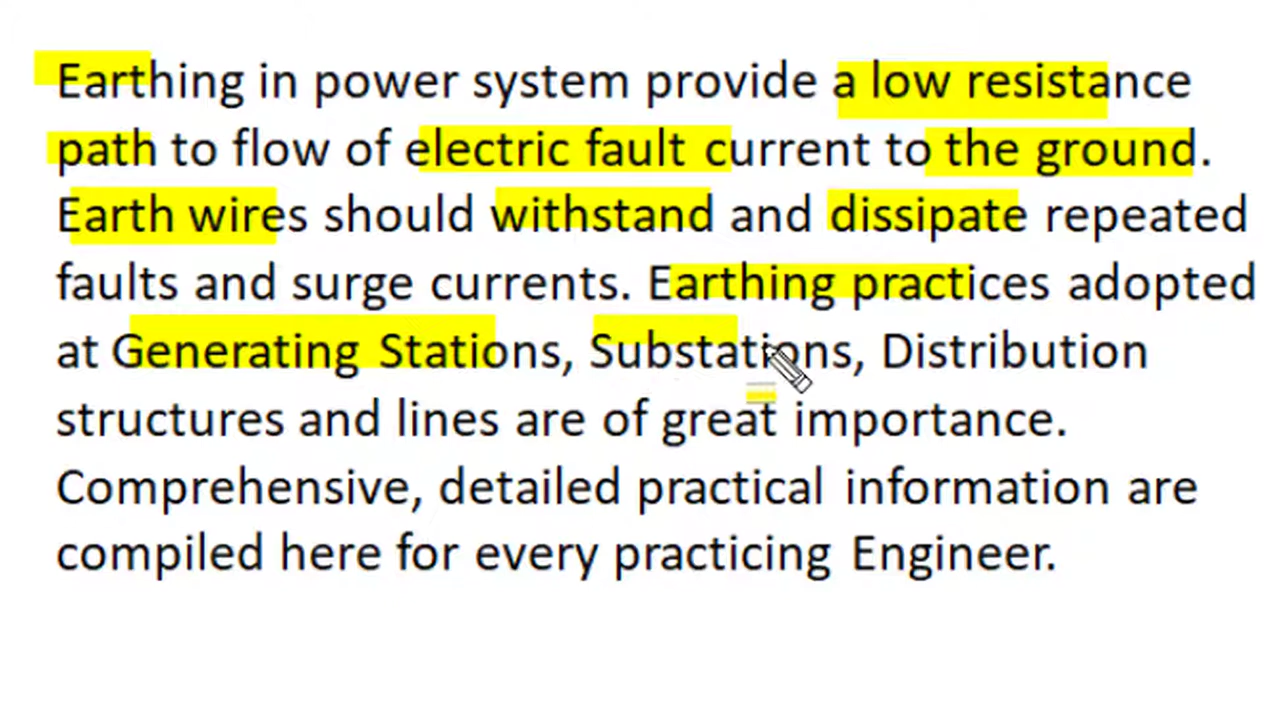 Earthing in power system provide a low resistance
path to flow of electric fault current to the ground.
Earth wires should withstand and dissipate repeated
faults and surge currents. Earthing practices adopted
at Generating Stations, Substations, Distribution
structures and lines are of great importance.
Comprehensive, detailed practical information are
compiled here for every practicing Engineer.